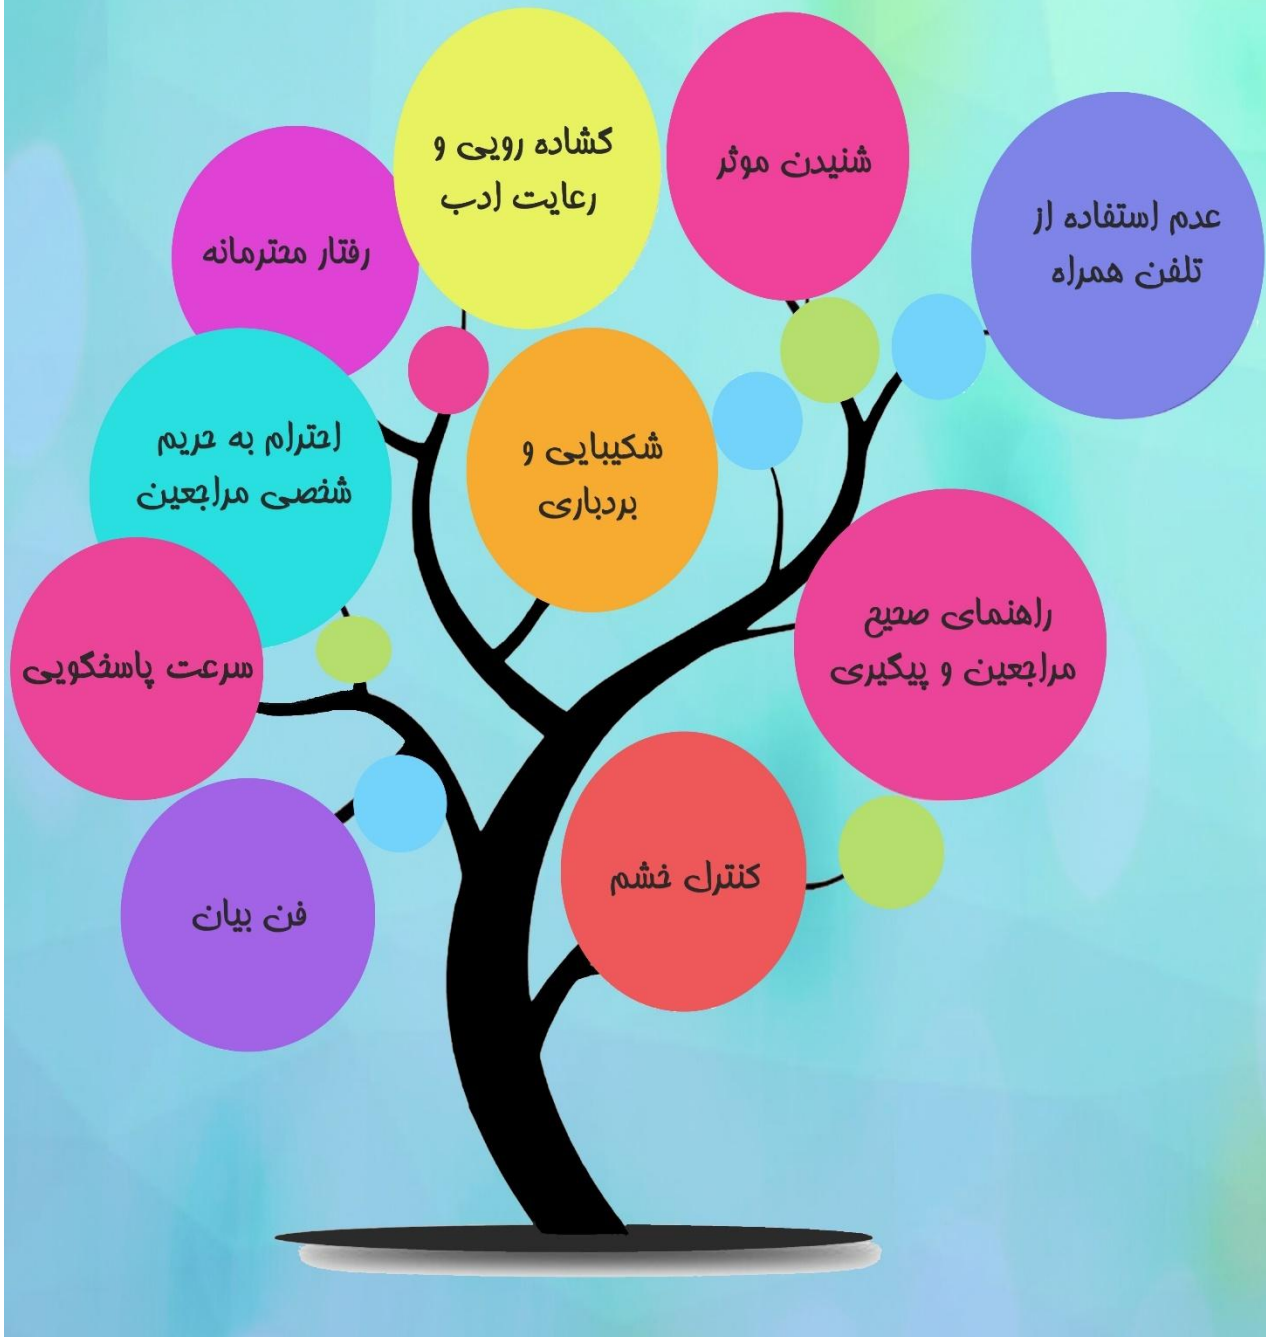 شنیدن موثر
کشاده رویی و
رعایت ادب
عدم استفاده از
تلفن همراه
رفتار محترمانه
شکیبایی و
بردباری
احترام به حریم
شخصی مراجعین
راهنمای صحیح
مراجعین و پیگیری
سرعت پاسخگویی
کنترل خشم
فن بیان